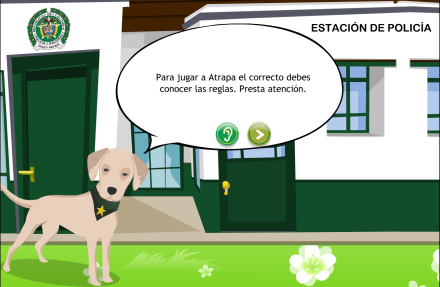 ESTACIÓN DE POLICÍA
Para jugar a Atrapa el correcto debes
conocer las reglas. Presta atención.